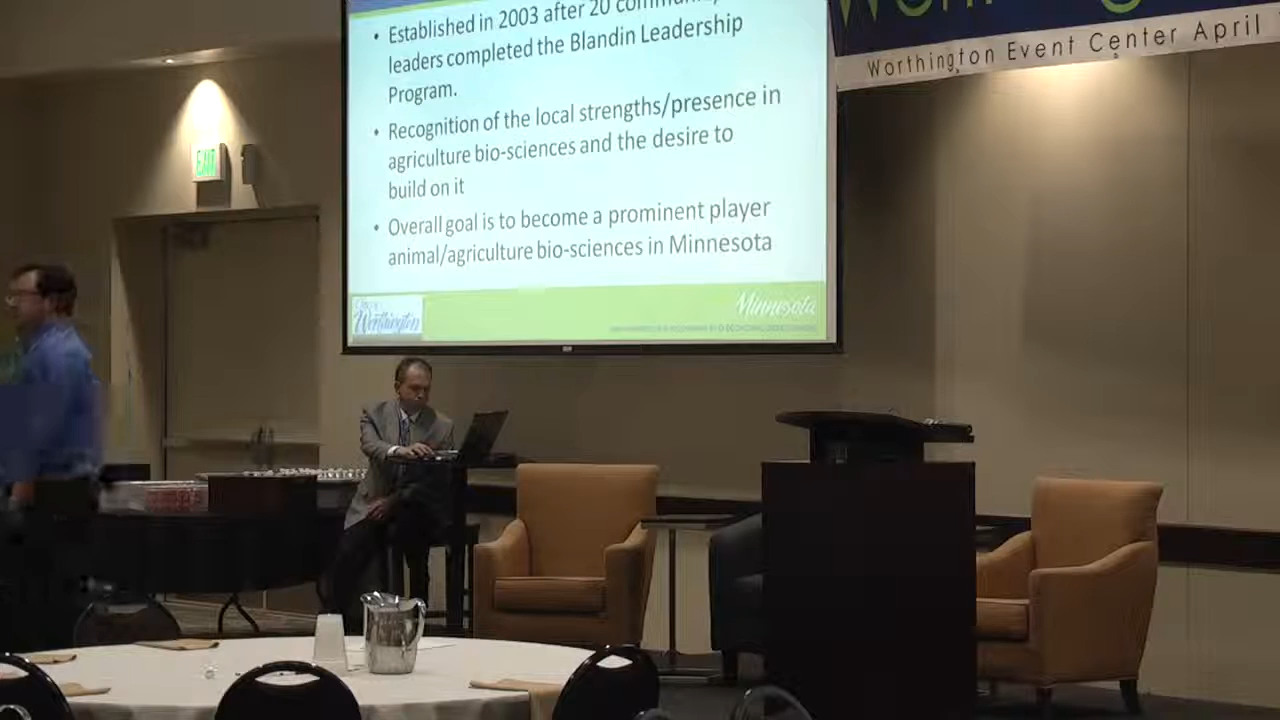 • Established in 2003 after 20
leaders completed the Blandin Leadership
Program.
• Recognition of the local strengths/presence in
agriculture bio-sciences and the desire to
build on it
• Overall goal is to become a prominent player
animal/agriculture bio-sciences in Minnesota
Worthington
Minnesota
Worthington Event Center April
EXIT